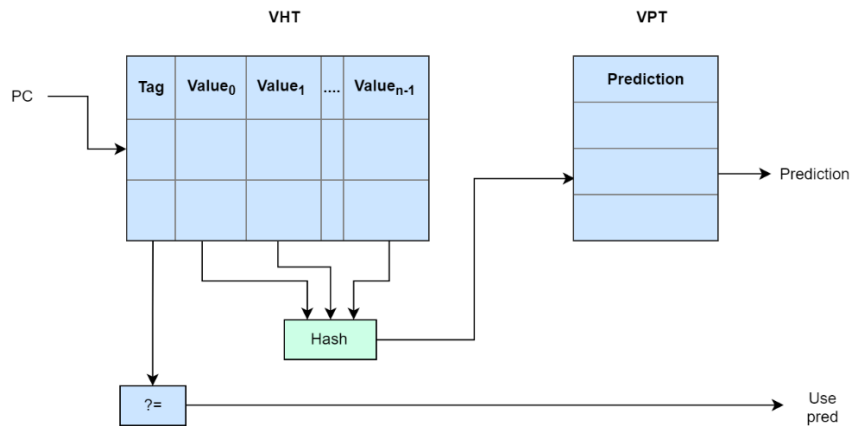 VHT
VPT
PC
Tag Value0 Value1 .... Valuen-1
Prediction
Prediction
Hash
?=
Use
pred